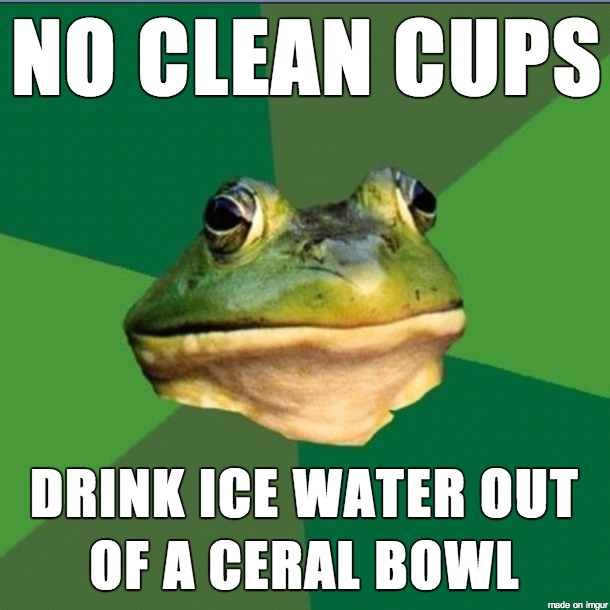 NO CLEAN CUPS
DRINK ICE WATER OUT
OF A CERAL BOWL
made on imgur